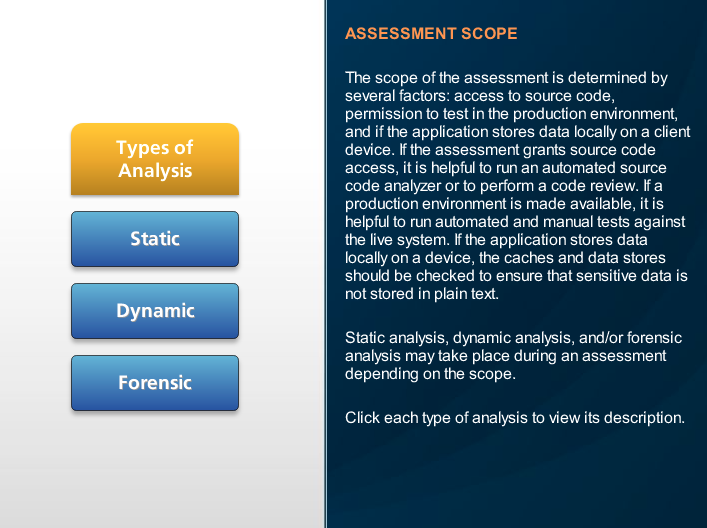 Types of
Analysis
Static
Dynamic
Forensic
ASSESSMENT SCOPE
The scope of the assessment is determined by
several factors: access to source code,
permission to test in the production environment,
and if the application stores data locally on a client
device. If the assessment grants source code
access, it is helpful to run an automated source
code analyzer or to perform a code review. If a
production environment is made available, it is
helpful to run automated and manual tests against
the live system. If the application stores data
locally on a device, the caches and data stores
should be checked to ensure that sensitive data is
not stored in plain text.
Static analysis, dynamic analysis, and/or forensic
analysis may take place during an assessment
depending on the scope.
Click each type of analysis to view its description.